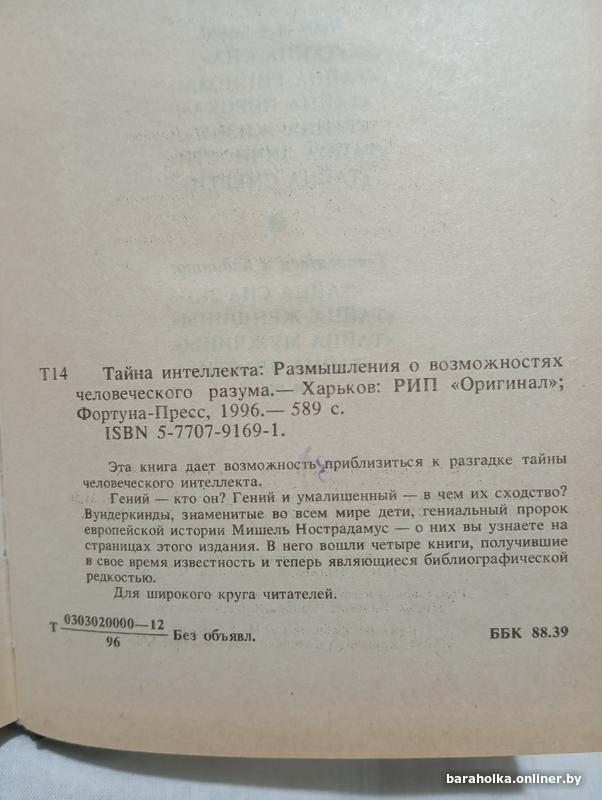 Т14 Тайна интеллекта: Размышления о возможностях
человеческого разума.— Харьков: РИП «Оригинал»;
Фортуна-Пресс, 1996.— 589 с.
ISBN 5-7707-9169-1.
Эта книга дает возможность приблизиться к разгадке тайны
человеческого интеллекта.
Гений — кто он? Гений и умалишенный — в чем их сходство?
Вундеркинды, знаменитые во всем мире дети, гениальный пророк
европейской истории Мишель Нострадамус — о них вы узнаете на
страницах этого издания. В него вошли четыре книги, получившие
в свое время известность и теперь являющиеся библиографической
редкостью.
Для широкого круга читателей.
Т 0303020000—12
96 Без объявл. ББК 88.39
baraholka.onliner.by